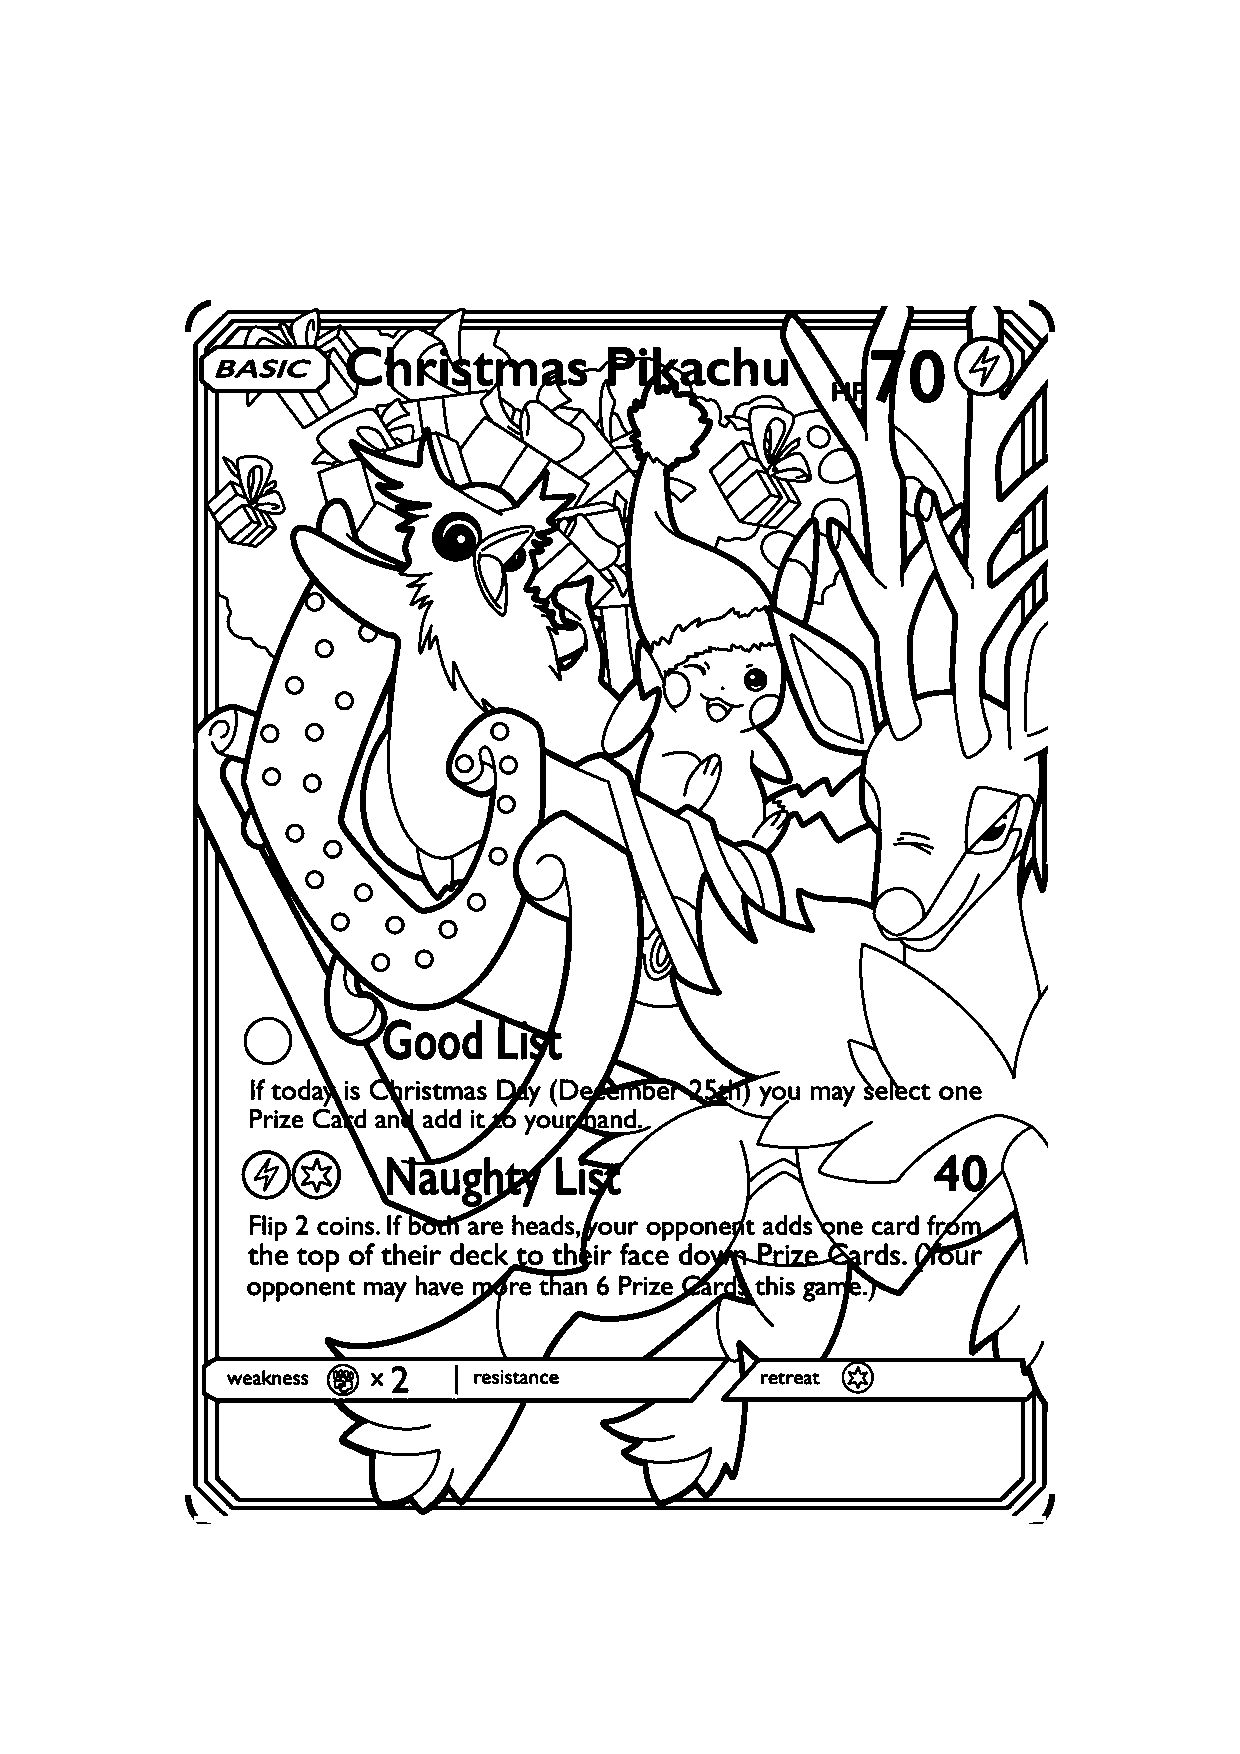 BASIC Christmas Pikachu HP 70
Good List
If today is Christmas Day (December 25th) you may select one
Prize Card and add it to your hand.
Naughty List 40
Flip 2 coins. If both are heads, your opponent adds one card from
the top of their deck to their face down Prize Cards. (Your
opponent may have more than 6 Prize Cards this game.)
weakness x 2 resistance retreat